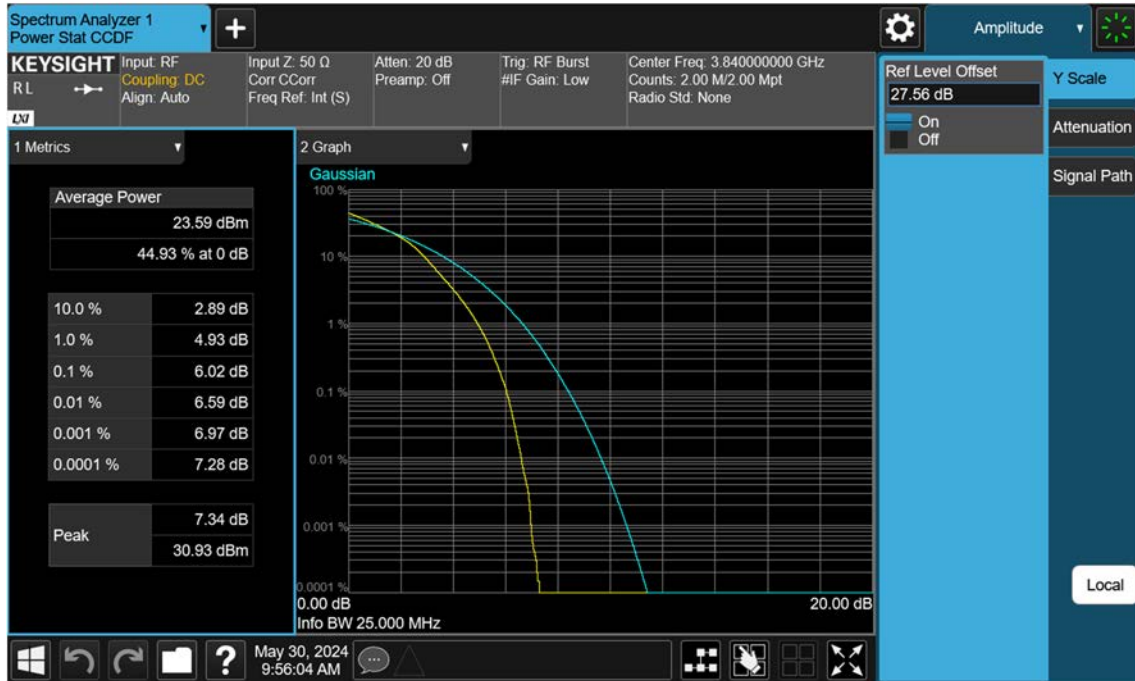 Spectrum Analyzer 1
Power Stat CCDF
Amplitude
KEYSIGHT
R L
LXI
Input: RF
Coupling: DC
Align: Auto
Input Z: 50 Ω
Corr CCorr
Freq Ref: Int (S)
Atten: 20 dB
Preamp: Off
Trig: RF Burst
#IF Gain: Low
Center Freq: 3.840000000 GHz
Counts: 2.00 M/2.00 Mpt
Radio Std: None
Ref Level Offset
27.56 dB
On
Off
Y Scale
Attenuation
Signal Path
1 Metrics
Average Power
23.59 dBm
44.93 % at 0 dB
10.0 % 2.89 dB
1.0 % 4.93 dB
0.1 % 6.02 dB
0.01 % 6.59 dB
0.001 % 6.97 dB
0.0001 % 7.28 dB
Peak
7.34 dB
30.93 dBm
2 Graph
Gaussian
100 %
10 %
1 %
0.1 %
0.01 %
0.001 %
0.0001 %
0.00 dB 20.00 dB
Info BW 25.000 MHz
Local
?
May 30, 2024
9:56:04 AM